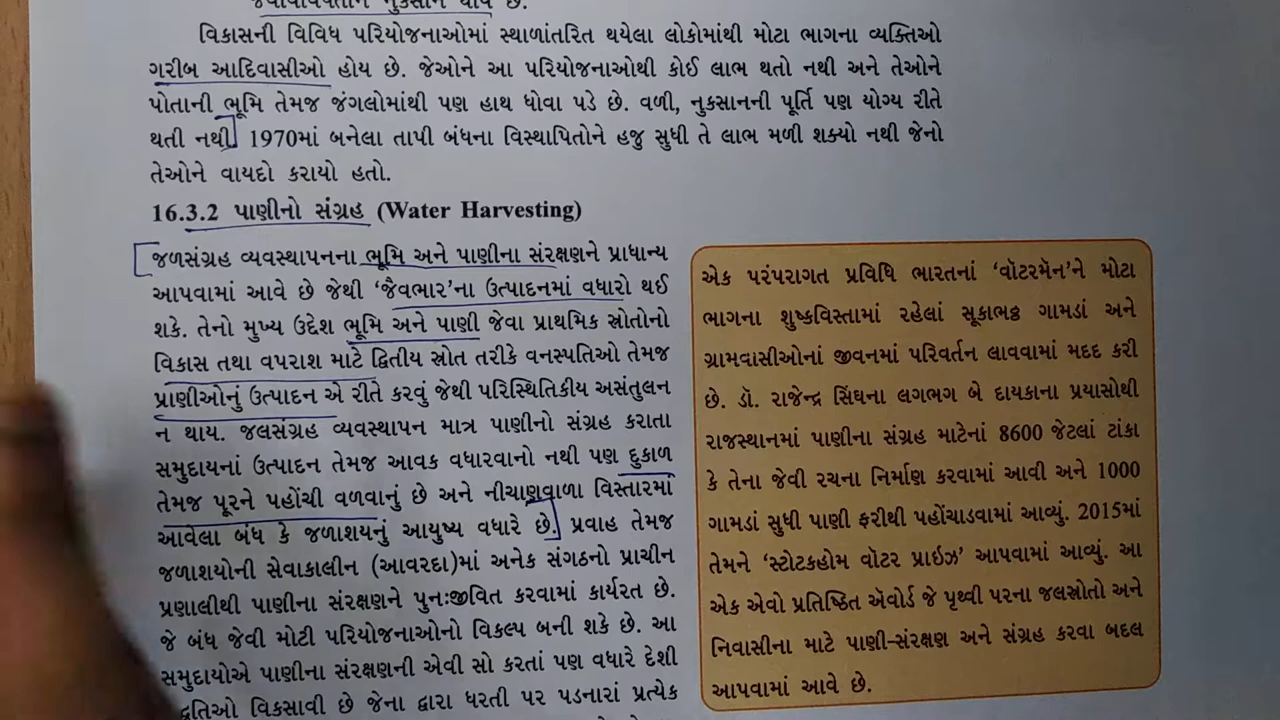 નુકસાન થાય છે.
વિકાસની વિવિધ પરિયોજનાઓમાં સ્થાળાંતરિત થયેલા લોકોમાંથી મોટા ભાગના વ્યક્તિઓ
ગરીબ આદિવાસીઓ હોય છે. જેઓને આ પરિયોજનાઓથી કોઈ લાભ થતો નથી અને તેઓને
પોતાની ભૂમિ તેમજ જંગલોમાંથી પણ હાથ ધોવા પડે છે. વળી, નુકસાનની પૂર્તિ પણ યોગ્ય રીતે
થતી નથી. 1970માં બનેલા તાપી બંધના વિસ્થાપિતોને હજુ સુધી તે લાભ મળી શક્યો નથી જેનો
તેઓને વાયદો કરાયો હતો.
16.3.2 પાણીનો સંગ્રહ (Water Harvesting)
જળસંગ્રહ વ્યવસ્થાપનના ભૂમિ અને પાણીના સંરક્ષણને પ્રાધાન્ય
આપવામાં આવે છે જેથી ‘જૈવભાર’ના ઉત્પાદનમાં વધારો થઈ
શકે. તેનો મુખ્ય ઉદ્દેશ ભૂમિ અને પાણી જેવા પ્રાથમિક સ્રોતોનો
વિકાસ તથા વપરાશ માટે દ્વિતીય સ્રોત તરીકે વનસ્પતિઓ તેમજ
પ્રાણીઓનું ઉત્પાદન એ રીતે કરવું જેથી પરિસ્થિતિકીય અસંતુલન
ન થાય. જલસંગ્રહ વ્યવસ્થાપન માત્ર પાણીનો સંગ્રહ કરાતા
સમુદાયનાં ઉત્પાદન તેમજ આવક વધારવાનો નથી પણ દુકાળ
તેમજ પૂરને પહોંચી વળવાનું છે અને નીચાણવાળા વિસ્તારમાં
આવેલા બંધ કે જળાશયનું આયુષ્ય વધારે છે. પ્રવાહ તેમજ
જળાશયોની સેવાકાલીન (આવરદા)માં અનેક સંગઠનો પ્રાચીન
પ્રણાલીથી પાણીના સંરક્ષણને પુનઃજીવિત કરવામાં કાર્યરત છે.
જે બંધ જેવી મોટી પરિયોજનાઓનો વિકલ્પ બની શકે છે. આ
સમુદાયોએ પાણીના સંરક્ષણની એવી સો કરતાં પણ વધારે દેશી
વિકસાવી છે જેના દ્વારા ધરતી પર પડનારાં પ્રત્યેક
એક પરંપરાગત પ્રવિધિ ભારતનાં ‘વૉટરમૅન’ને મોટા
ભાગના શુષ્કવિસ્તામાં રહેલાં સૂકાભઠ્ઠ ગામડાં અને
ગ્રામવાસીઓનાં જીવનમાં પરિવર્તન લાવવામાં મદદ કરી
છે. ડૉ. રાજેન્દ્ર સિંઘના લગભગ બે દાયકાના પ્રયાસોથી
રાજસ્થાનમાં પાણીના સંગ્રહ માટેનાં 8600 જેટલાં ટાંકા
કે તેના જેવી રચના નિર્માણ કરવામાં આવી અને 1000
ગામડાં સુધી પાણી ફરીથી પહોંચાડવામાં આવ્યું. 2015માં
તેમને ‘સ્ટોટકહોમ વૉટર પ્રાઇઝ’ આપવામાં આવ્યું. આ
એક એવો પ્રતિષ્ઠિત ઍવોર્ડ જે પૃથ્વી પરના જલસ્રોતો અને
નિવાસીના માટે પાણી-સંરક્ષણ અને સંગ્રહ કરવા બદલ
આપવામાં આવે છે.